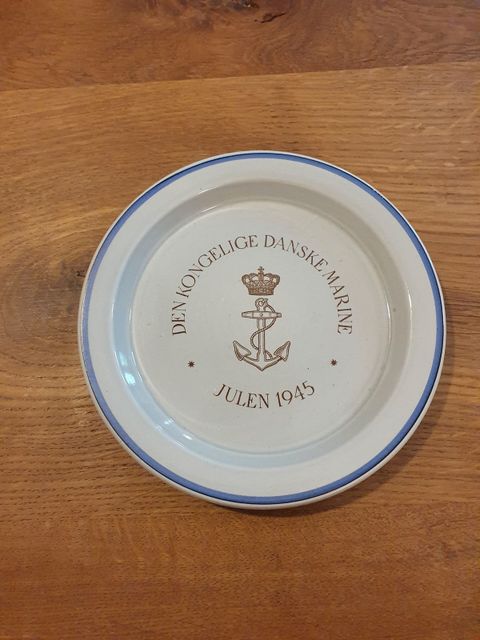 DEN KONGELIGE DANSKE MARINE
JULEN 1945